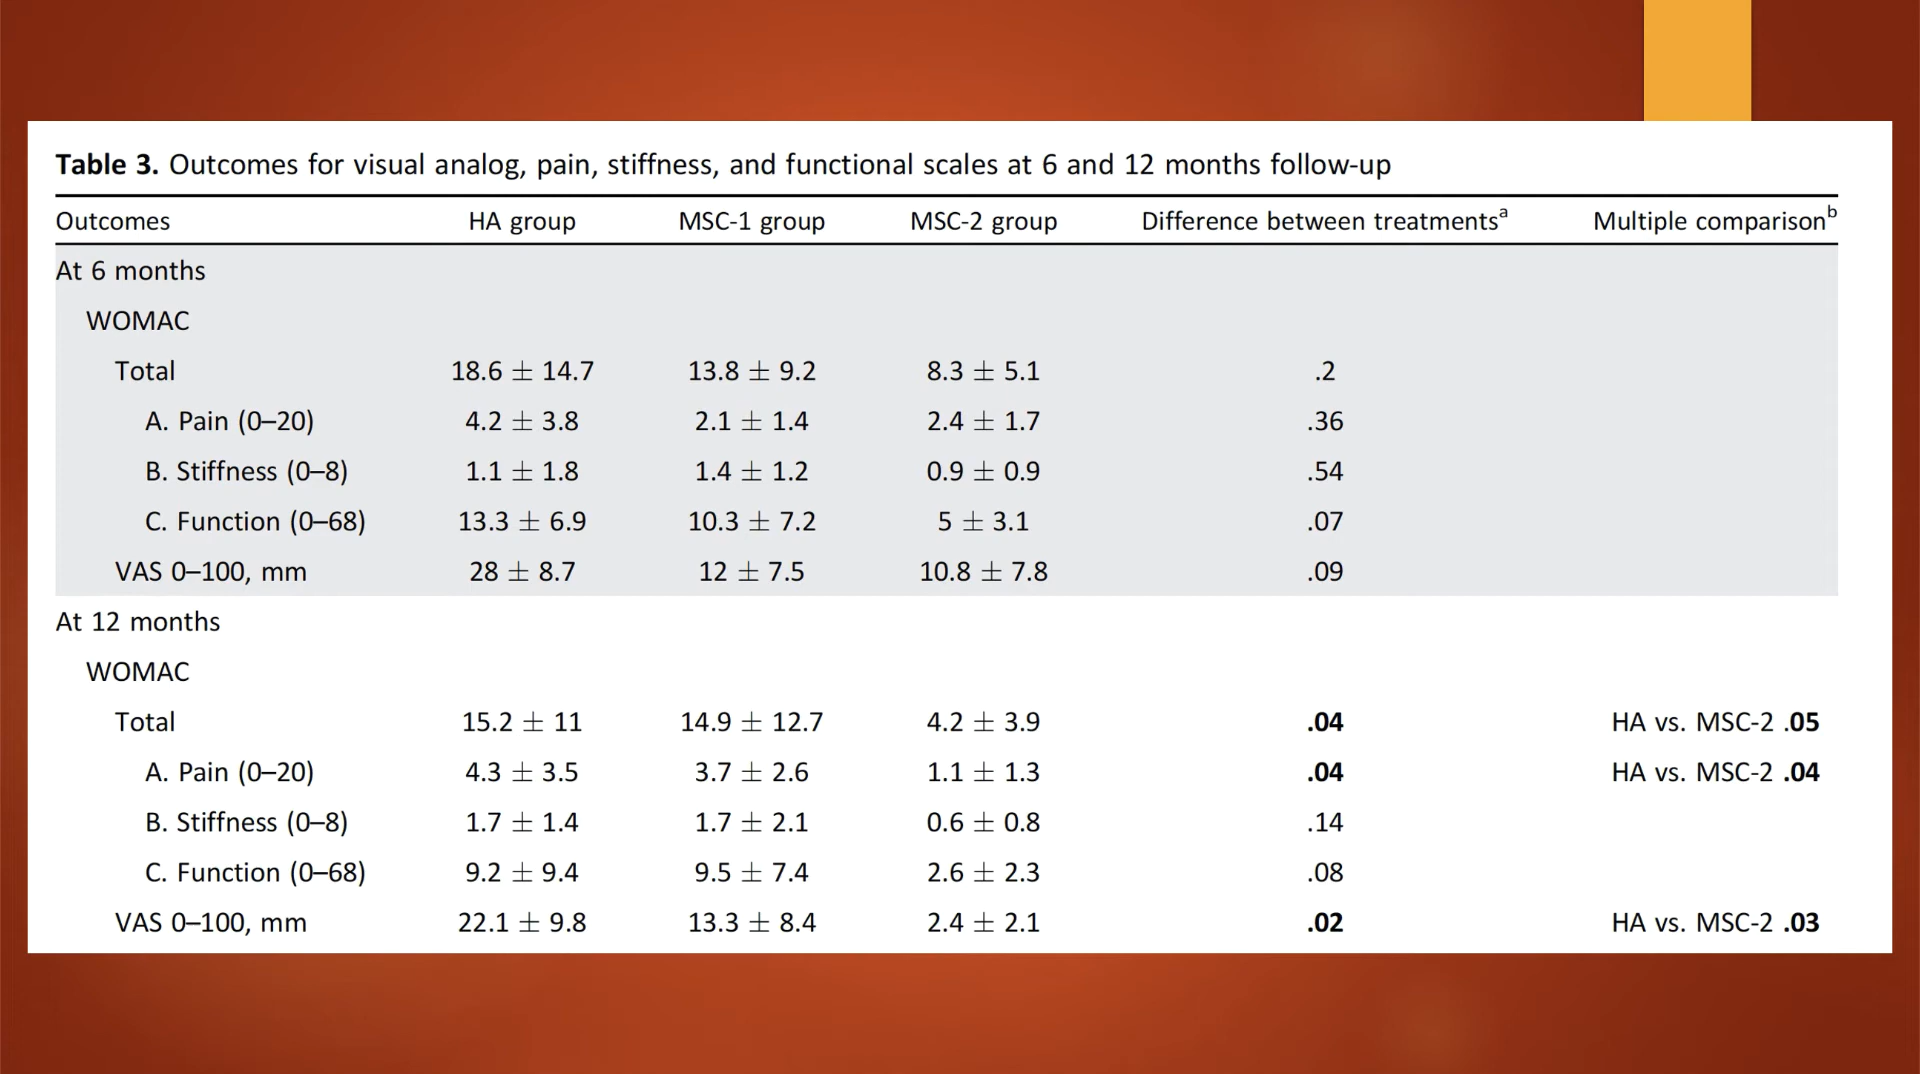 Table 3. Outcomes for visual analog, pain, stiffness, and functional scales at 6 and 12 months follow-up
Outcomes HA group MSC-1 group MSC-2 group Difference between treatmentsa Multiple comparisonb
At 6 months
WOMAC
Total 18.6 ± 14.7 13.8 ± 9.2 8.3 ± 5.1 .2
A. Pain (0–20) 4.2 ± 3.8 2.1 ± 1.4 2.4 ± 1.7 .36
B. Stiffness (0–8) 1.1 ± 1.8 1.4 ± 1.2 0.9 ± 0.9 .54
C. Function (0–68) 13.3 ± 6.9 10.3 ± 7.2 5 ± 3.1 .07
VAS 0–100, mm 28 ± 8.7 12 ± 7.5 10.8 ± 7.8 .09
At 12 months
WOMAC
Total 15.2 ± 11 14.9 ± 12.7 4.2 ± 3.9 .04 HA vs. MSC-2 .05
A. Pain (0–20) 4.3 ± 3.5 3.7 ± 2.6 1.1 ± 1.3 .04 HA vs. MSC-2 .04
B. Stiffness (0–8) 1.7 ± 1.4 1.7 ± 2.1 0.6 ± 0.8 .14
C. Function (0–68) 9.2 ± 9.4 9.5 ± 7.4 2.6 ± 2.3 .08
VAS 0–100, mm 22.1 ± 9.8 13.3 ± 8.4 2.4 ± 2.1 .02 HA vs. MSC-2 .03